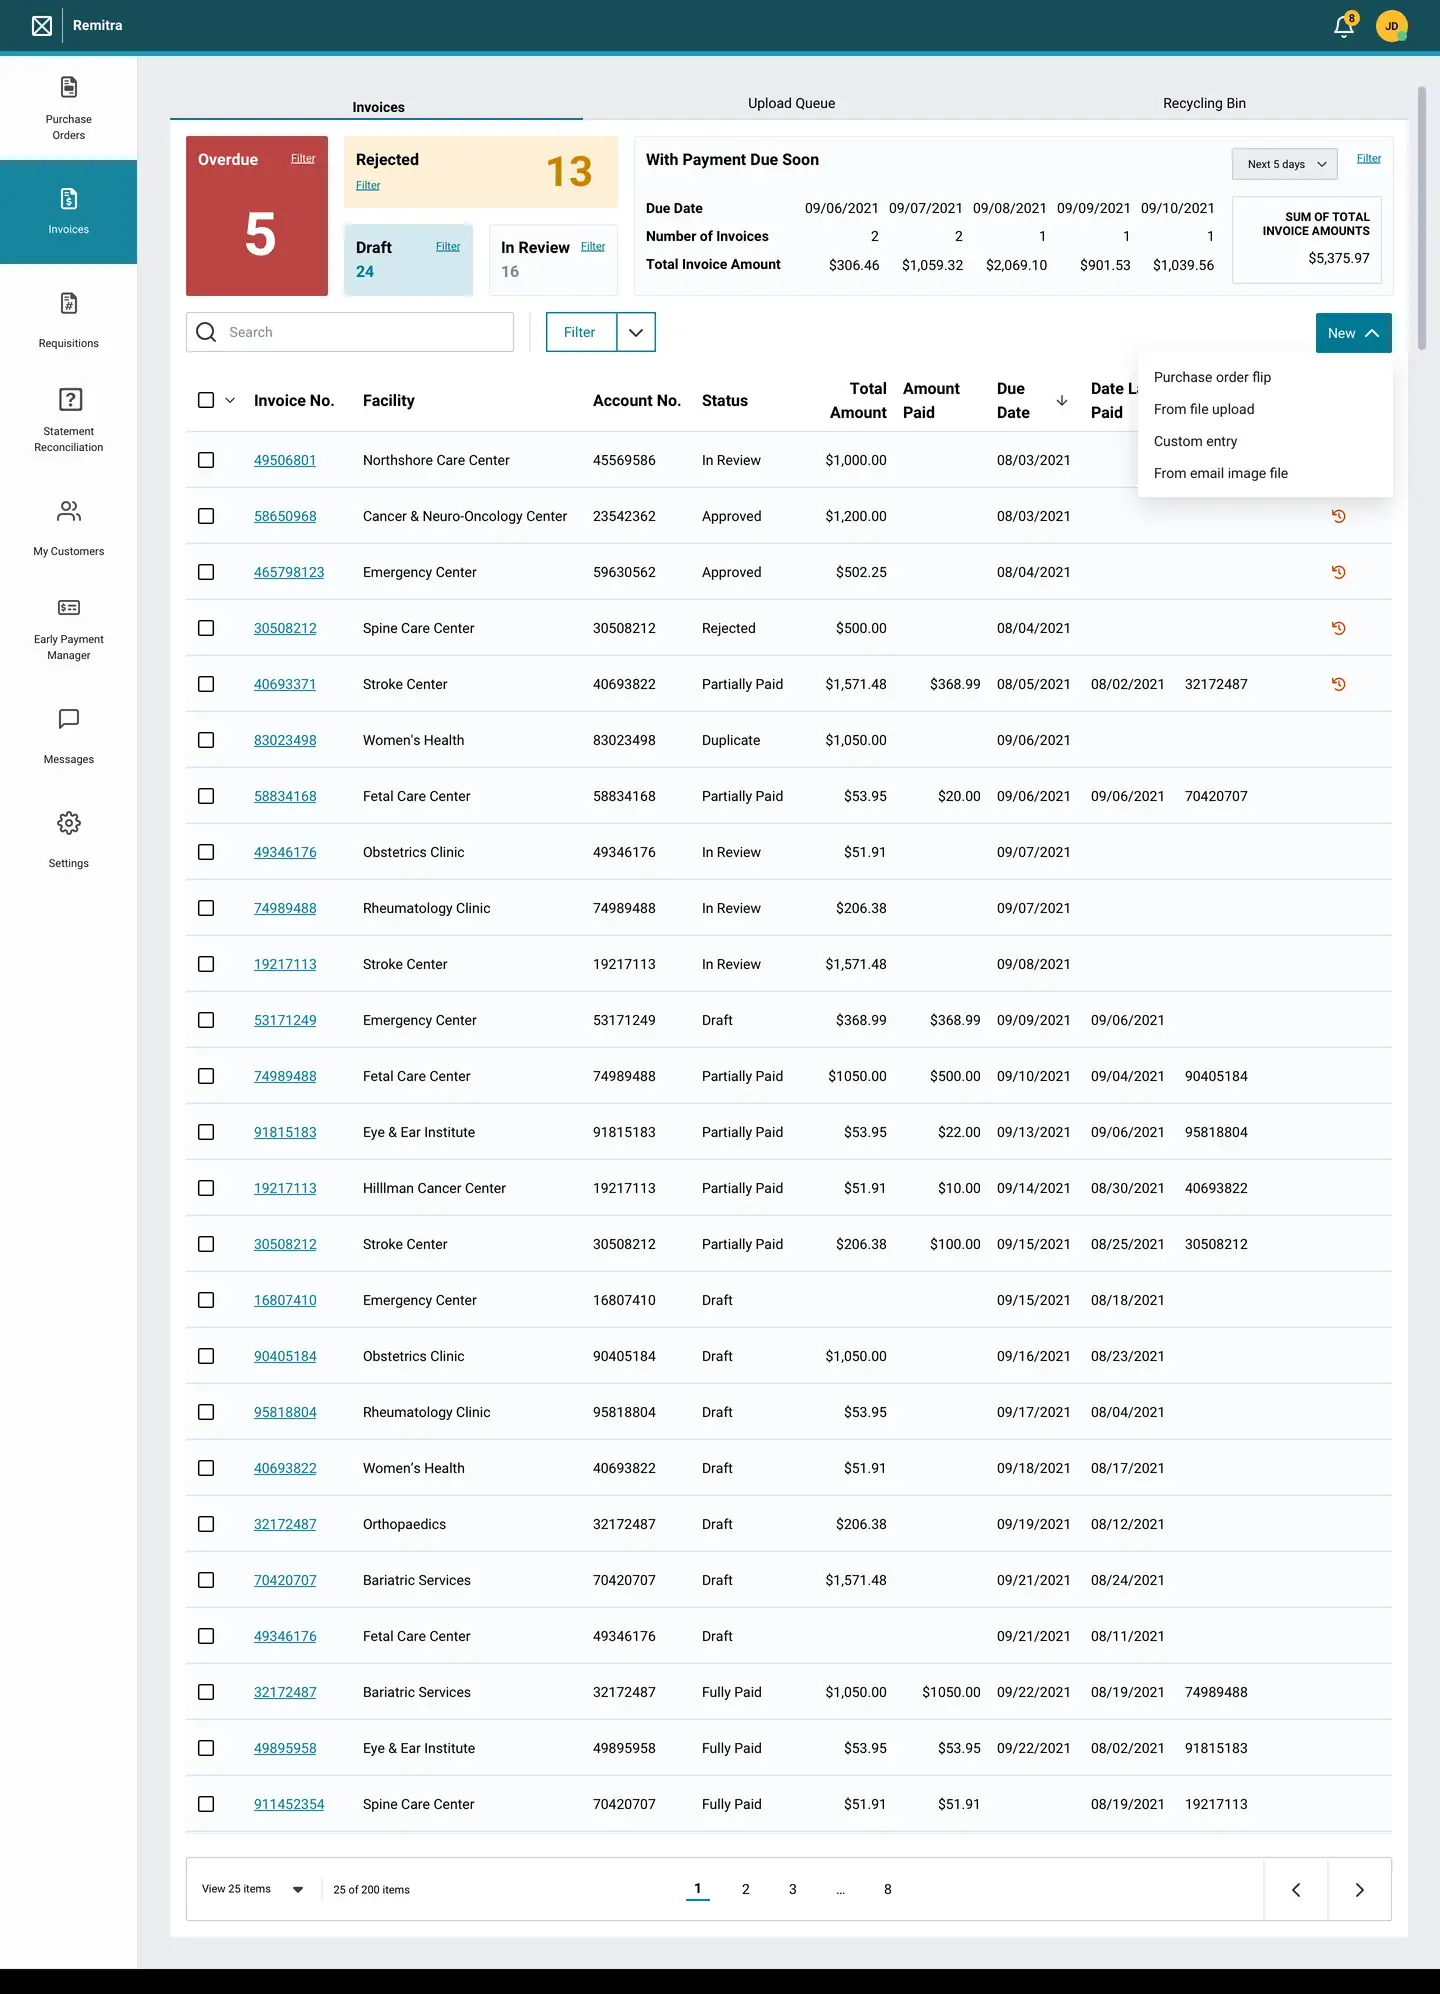 Remitra
8
JD
Purchase
Orders
Invoices
Requisitions
Statement
Reconciliation
My Customers
Early Payment
Manager
Messages
Settings
Invoices
Upload Queue
Recycling Bin
Overdue Filter
5
Rejected
Filter
13
Draft Filter
24
In Review Filter
16
With Payment Due Soon Next 5 days Filter
Due Date 09/06/2021 09/07/2021 09/08/2021 09/09/2021 09/10/2021
Number of Invoices 2 2 1 1 1
Total Invoice Amount $306.46 $1,059.32 $2,069.10 $901.53 $1,039.56
SUM OF TOTAL
INVOICE AMOUNTS
$5,375.97
Search
Filter
New
Purchase order flip
From file upload
Custom entry
From email image file
Invoice No. Facility Account No. Status Total Amount Amount Paid Due Date Date La Paid
49506801 Northshore Care Center 45569586 In Review $1,000.00 08/03/2021
58650968 Cancer & Neuro-Oncology Center 23542362 Approved $1,200.00 08/03/2021
465798123 Emergency Center 59630562 Approved $502.25 08/04/2021
30508212 Spine Care Center 30508212 Rejected $500.00 08/04/2021
40693371 Stroke Center 40693822 Partially Paid $1,571.48 $368.99 08/05/2021 08/02/2021 32172487
83023498 Women's Health 83023498 Duplicate $1,050.00 09/06/2021
58834168 Fetal Care Center 58834168 Partially Paid $53.95 $20.00 09/06/2021 09/06/2021 70420707
49346176 Obstetrics Clinic 49346176 In Review $51.91 09/07/2021
74989488 Rheumatology Clinic 74989488 In Review $206.38 09/07/2021
19217113 Stroke Center 19217113 In Review $1,571.48 09/08/2021
53171249 Emergency Center 53171249 Draft $368.99 $368.99 09/09/2021 09/06/2021
74989488 Fetal Care Center 74989488 Partially Paid $1050.00 $500.00 09/10/2021 09/04/2021 90405184
91815183 Eye & Ear Institute 91815183 Partially Paid $53.95 $22.00 09/13/2021 09/06/2021 95818804
19217113 Hilllman Cancer Center 19217113 Partially Paid $51.91 $10.00 09/14/2021 08/30/2021 40693822
30508212 Stroke Center 30508212 Partially Paid $206.38 $100.00 09/15/2021 08/25/2021 30508212
16807410 Emergency Center 16807410 Draft 09/15/2021 08/18/2021
90405184 Obstetrics Clinic 90405184 Draft $1,050.00 09/16/2021 08/23/2021
95818804 Rheumatology Clinic 95818804 Draft $53.95 09/17/2021 08/04/2021
40693822 Women's Health 40693822 Draft $51.91 09/18/2021 08/17/2021
32172487 Orthopaedics 32172487 Draft $206.38 09/19/2021 08/12/2021
70420707 Bariatric Services 70420707 Draft $1,571.48 09/21/2021 08/24/2021
49346176 Fetal Care Center 49346176 Draft 09/21/2021 08/11/2021
32172487 Bariatric Services 32172487 Fully Paid $1,050.00 $1050.00 09/22/2021 08/19/2021 74989488
49895958 Eye & Ear Institute 49895958 Fully Paid $53.95 $53.95 09/22/2021 08/02/2021 91815183
911452354 Spine Care Center 70420707 Fully Paid $51.91 $51.91 08/19/2021 19217113
View 25 items 25 of 200 items 1 2 3 ... 8